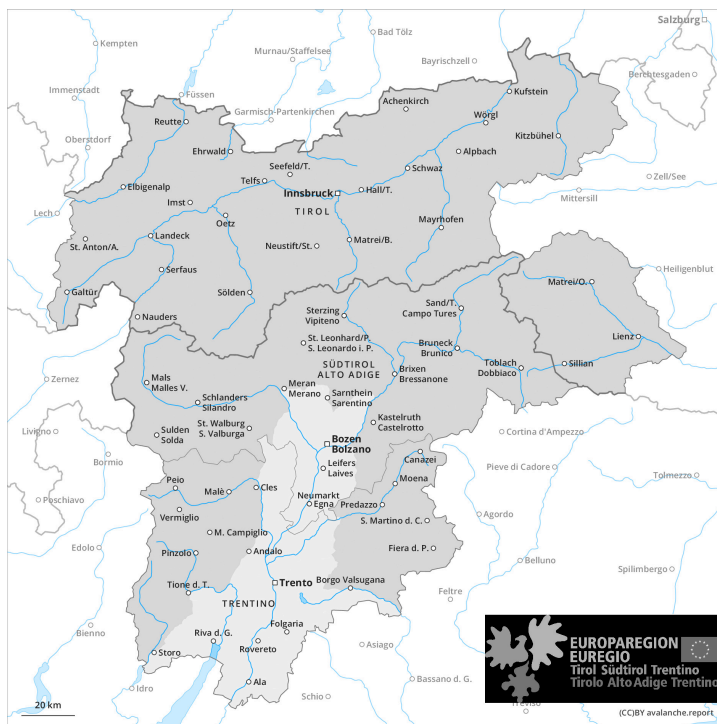 Salzburg
Kempten
Bad Tölz
Murnau/Staffelsee
Bayrischzell
Berchtesgaden
Immenstadt
Füssen
Achenkirch
Kufstein
Garmisch-Partenkirchen
Reutte
Wörgl
Oberstdorf
Kitzbühel
Ehrwald
Alpbach
Seefeld/T.
Schwaz
Zell/See
Telfs
Elbigenalp
Innsbruck
Hall/T.
Mittersill
Imst
TIROL
Lech
Oetz
Mayrhofen
St. Anton/A.
Landeck
Neustift/St.
Matrei/B.
Serfaus
Heiligenblut
Galtür
Sölden
Matrei/O.
Nauders
Sterzing
Vipiteno
Sand/T.
Campo Tures
Lienz
St. Leonhard/P.
S. Leonardo i. P.
Bruneck
Brunico
SÜDTIROL
ALTO ADIGE
Toblach
Dobbiaco
Sillian
Zernez
Mals
Malles V.
Meran
Merano
Brixen
Bressanone
Schlanders
Silandro
Sarnthein
Sarentino
Livigno
Sulden
Solda
St. Walburg
S. Valburga
Kastelruth
Castelrotto
Cortina d'Ampezzo
Bozen
Bolzano
Bormio
Canazei
Pieve di Cadore
Leifers
Laives
Tolmezzo
Poschiavo
Peio
Malè
Cles
Moena
Neumarkt
Egna
Predazzo
Vermiglio
S. Martino d. C.
Agordo
M. Campiglio
Edolo
Pinzolo
Andalo
Fiera d. P.
Belluno
Spilimbergo
Tione d. T.
Trento
Borgo Valsugana
Feltre
TRENTINO
Folgaria
Bienno
Riva d. G.
Rovereto
Asiago
Storo
Ala
Bassano d. G.
Idro
Schio
Treviso
EUROPAREGION
EUREGIO
Tirol Südtirol Trentino
Tirolo Alto Adige Trentino
20 km
(CC)BY avalanche.report